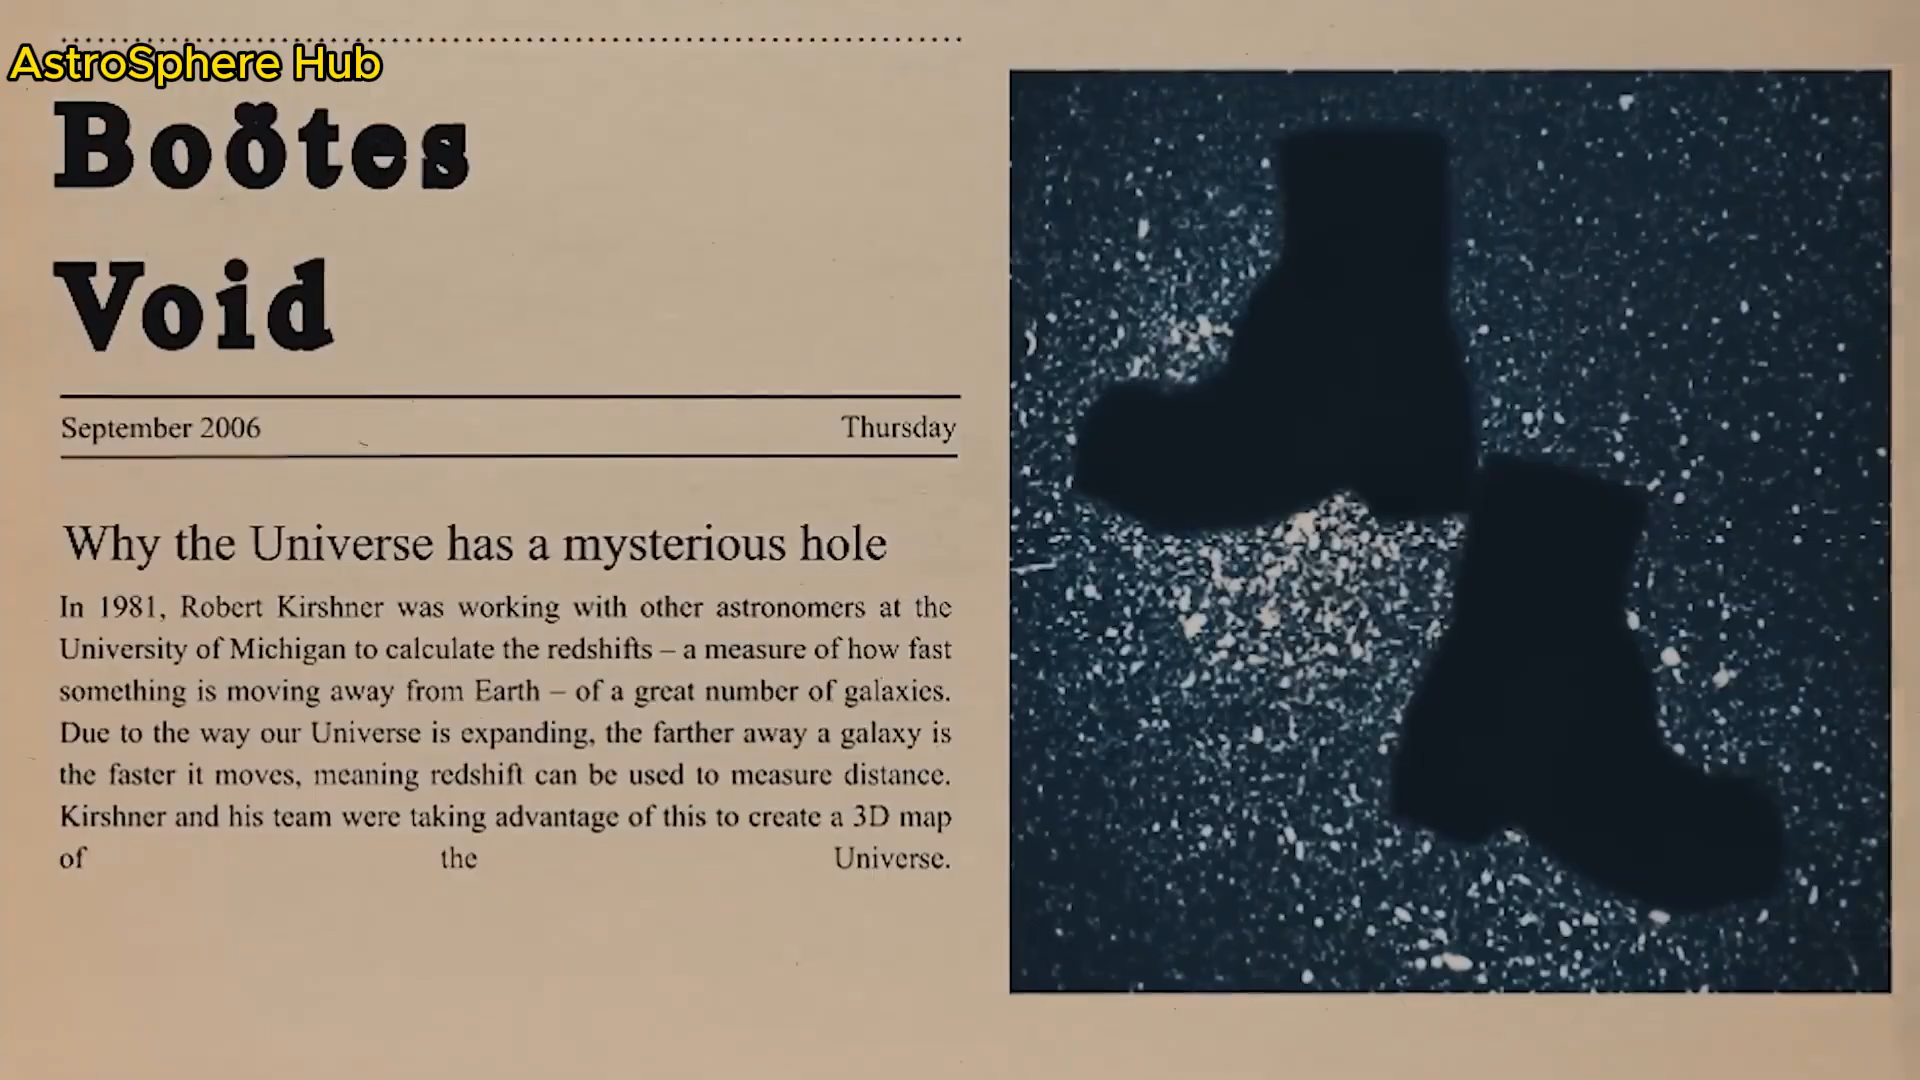 AstroSphere Hub
Boötes
Void
September 2006 Thursday
Why the Universe has a mysterious hole
In 1981, Robert Kirshner was working with other astronomers at the
University of Michigan to calculate the redshifts – a measure of how fast
something is moving away from Earth – of a great number of galaxies.
Due to the way our Universe is expanding, the farther away a galaxy is
the faster it moves, meaning redshift can be used to measure distance.
Kirshner and his team were taking advantage of this to create a 3D map
of the Universe.